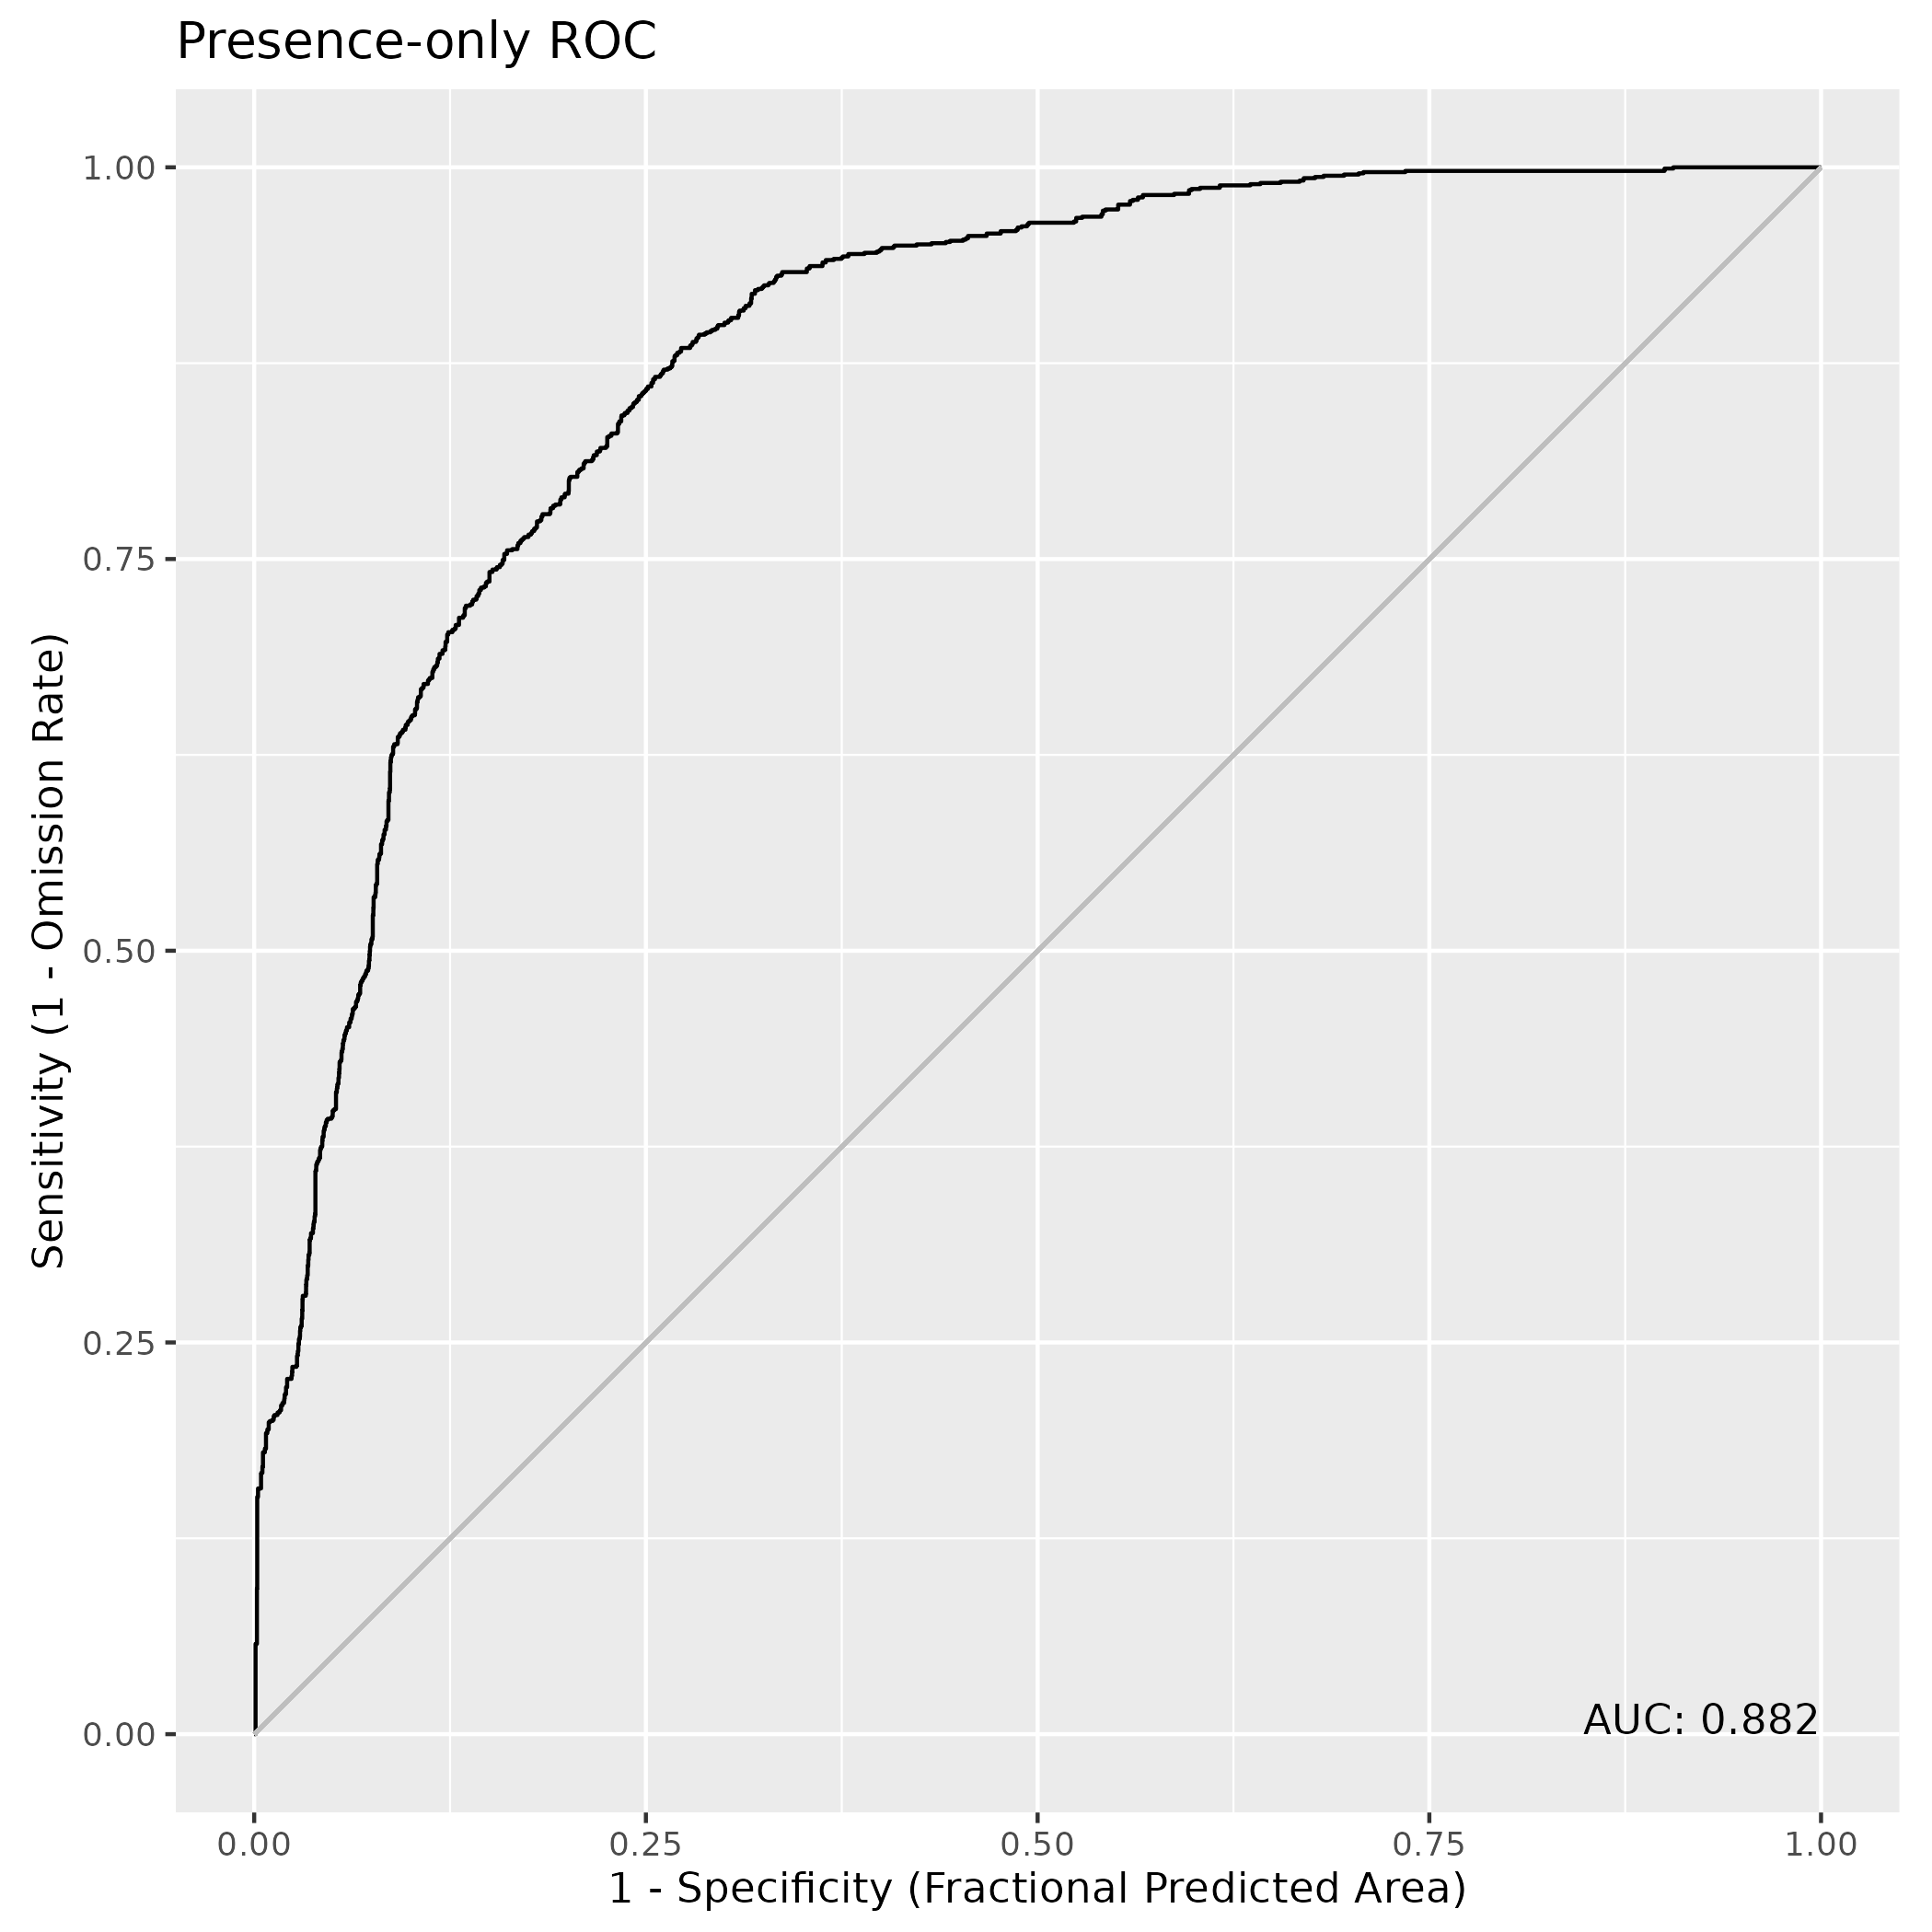 Presence-only ROC
Sensitivity (1 - Omission Rate)
1.00
0.75
0.50
0.25
0.00
AUC: 0.882
0.00 0.25 0.50 0.75 1.00
1 - Specificity (Fractional Predicted Area)